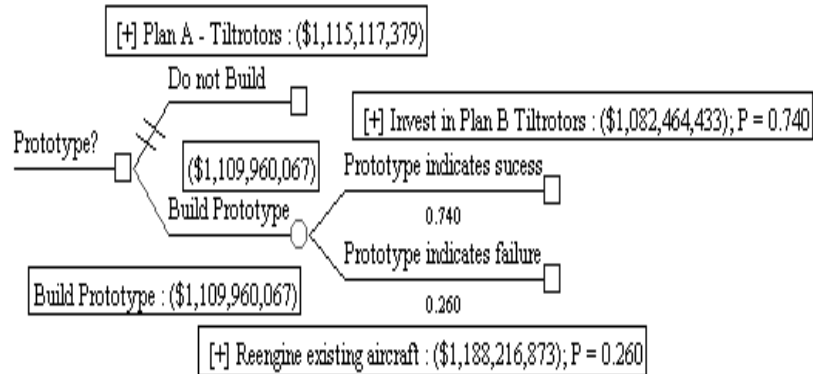 [+] Plan A - Tiltrotors : ($1,115,117,379)
Do not Build
[+] Invest in Plan B Tiltrotors : ($1,082,464,433); P = 0.740
Prototype?
($1,109,960,067)
Prototype indicates sucess
0.740
Build Prototype
Prototype indicates failure
0.260
Build Prototype : ($1,109,960,067)
[+] Reengine existing aircraft : ($1,188,216,873); P = 0.260